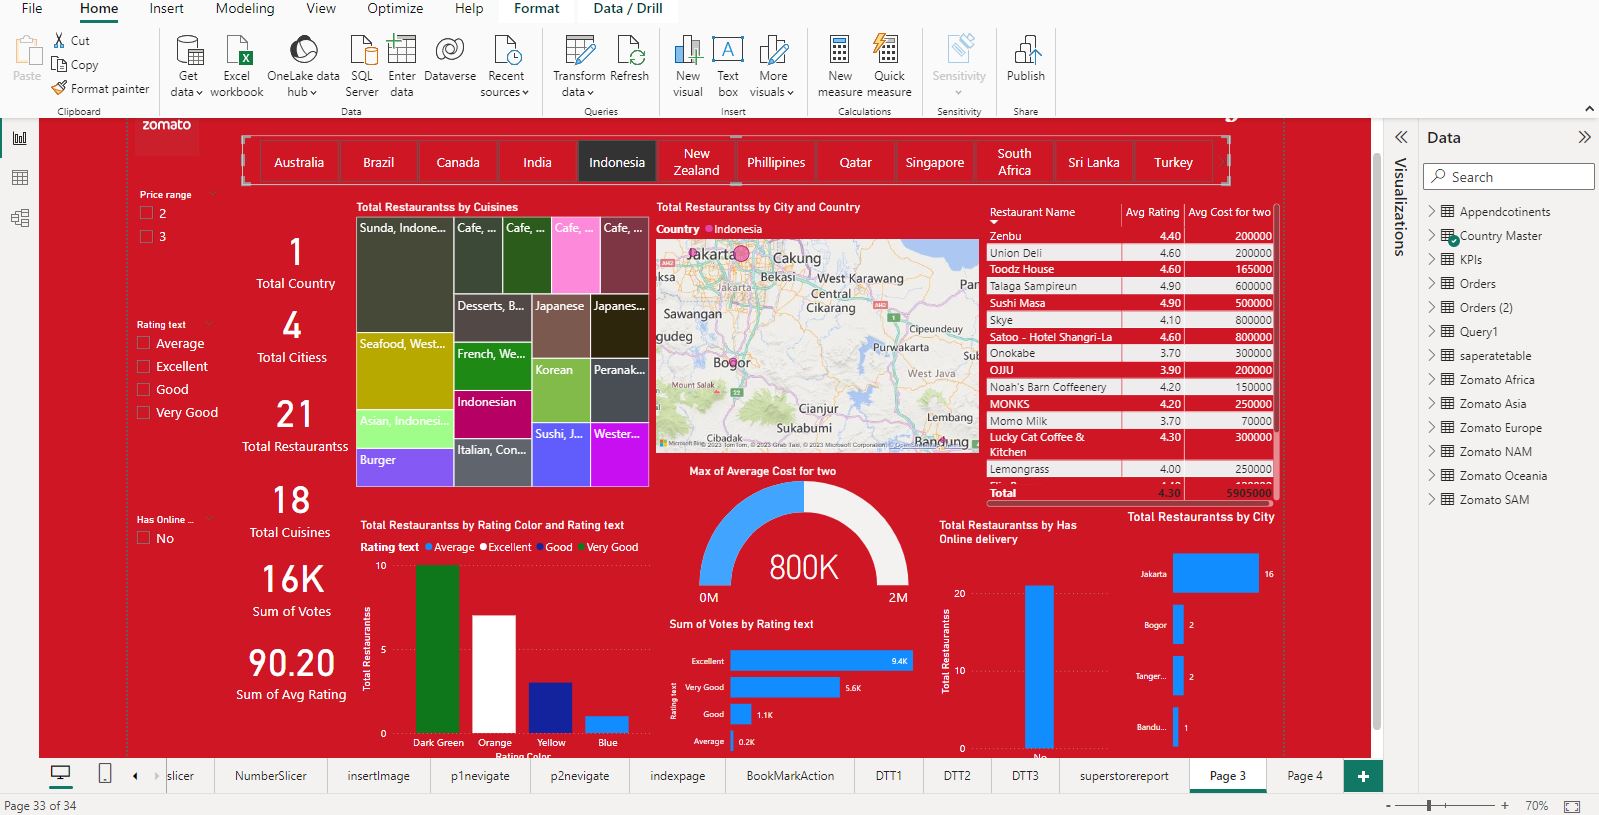 File Home Insert Modeling View Optimize Help Format Data / Drill
Paste
Cut
Copy
Format painter
Get data
Excel workbook
OneLake data hub
SQL Server
Enter data
Dataverse
Recent sources
Transform data
Refresh
New visual
Text box
More visuals
New measure
Quick measure
Sensitivity
Publish
Clipboard Data Queries Insert Calculations Sensitivity Share
zomato
Australia Brazil Canada India Indonesia New Zealand Phillipines Qatar Singapore South Africa Sri Lanka Turkey
Price range
2
3
Rating text
Average
Excellent
Good
Very Good
Has Online ...
No
1
Total Country
4
Total Citiess
21
Total Restaurantss
18
Total Cuisines
16K
Sum of Votes
90.20
Sum of Avg Rating
Total Restaurantss by Cuisines
Sunda, Indone...
Seafood, West...
Asian, Indonesi...
Burger
Cafe, ...
Cafe, ...
Cafe, ...
Cafe, ...
Desserts, B...
French, We...
Indonesian
Italian, Con...
Japanese
Japanes...
Korean
Peranak...
Sushi, J...
Wester...
Total Restaurantss by City and Country
Country Indonesia
Jakarta
Jakarta
Cakung
Bekasi
West Karawang
Central Cikarang
Sawangan
gudeg
Cipeundeuy
Purwakarta
Bogor
West Java
Mount Salak
Cianjur
Sukabumi
Lembang
Cibadak
Bandung
Microsoft Bing
© 2023 TomTom, © 2023 Grab Taxi, © 2023 Microsoft Corporation, © OpenStreetMap
Restaurant Name Avg Rating Avg Cost for two
Zenbu 4.40 200000
Union Deli 4.60 200000
Toodz House 4.60 165000
Talaga Sampireun 4.90 600000
Sushi Masa 4.90 500000
Skye 4.10 800000
Satoo - Hotel Shangri-La 4.60 800000
Onokabe 3.70 300000
OJJU 3.90 200000
Noah's Barn Coffeenery 4.20 150000
MONKS 4.20 250000
Momo Milk 3.70 70000
Lucky Cat Coffee & Kitchen 4.30 300000
Lemongrass 4.00 250000
Total 4.30 5905000
Total Restaurantss by Rating Color and Rating text
Rating text Average Excellent Good Very Good
Total Restaurantss
10
5
0
Dark Green Orange Yellow Blue
Rating Color
Max of Average Cost for two
800K
0M 2M
Sum of Votes by Rating text
Rating text
Excellent 9.4K
Very Good 5.6K
Good 1.1K
Average 0.2K
Total Restaurantss by Has Online delivery
Total Restaurantss
20
10
0
No
Total Restaurantss by City
Jakarta 16
Bogor 2
Tanger... 2
Bandu... 1
Visualizations
Data
Search
Appendcotinents
Country Master
KPIs
Orders
Orders (2)
Query1
saperatetable
Zomato Africa
Zomato Asia
Zomato Europe
Zomato NAM
Zomato Oceania
Zomato SAM
slicer NumberSlicer insertImage p1nevigate p2nevigate indexpage BookMarkAction DTT1 DTT2 DTT3 superstorereport Page 3 Page 4
Page 33 of 34
70%